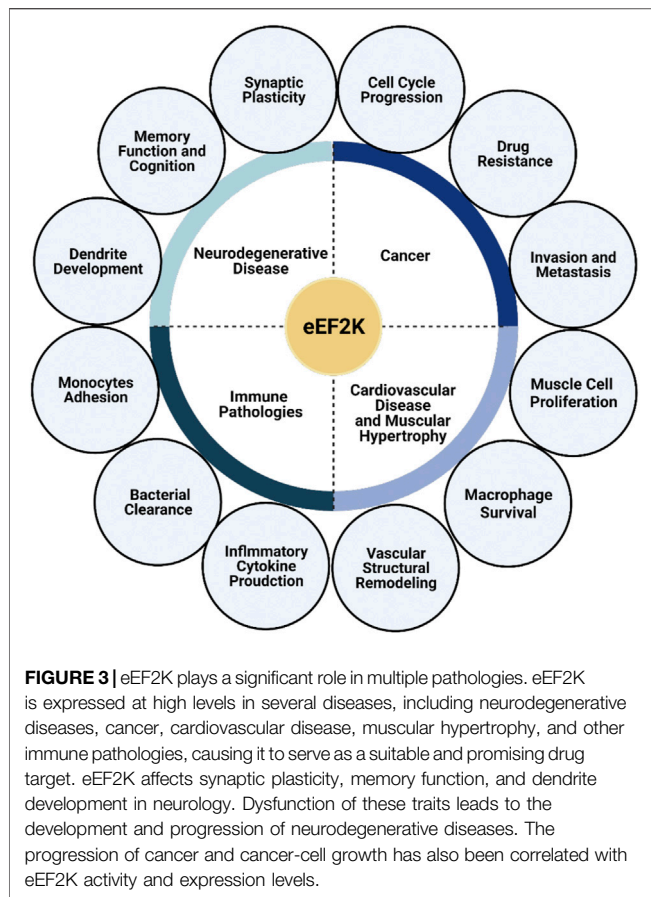 Synaptic
Plasticity
Cell Cycle
Progression
Memory
Function and
Cognition
Drug
Resistance
Dendrite
Development
Neurodegenerative
Disease
Cancer
Invasion and
Metastasis
eEF2K
Monocytes
Adhesion
Immune
Pathologies
Cardiovascular
Disease
and Muscular
Hypertrophy
Muscle Cell
Proliferation
Bacterial
Clearance
Macrophage
Survival
Inflmmatory
Cytokine
Proudction
Vascular
Structural
Remodeling
FIGURE 3 | eEF2K plays a significant role in multiple pathologies. eEF2K
is expressed at high levels in several diseases, including neurodegenerative
diseases, cancer, cardiovascular disease, muscular hypertrophy, and other
immune pathologies, causing it to serve as a suitable and promising drug
target. eEF2K affects synaptic plasticity, memory function, and dendrite
development in neurology. Dysfunction of these traits leads to the
development and progression of neurodegenerative diseases. The
progression of cancer and cancer-cell growth has also been correlated with
eEF2K activity and expression levels.